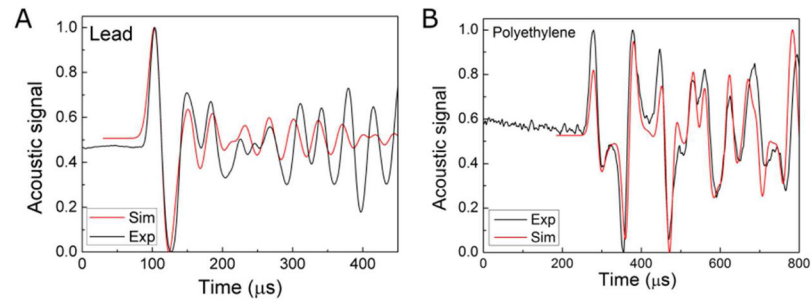 A
Lead
Acoustic signal
1.0
0.8
0.6
0.4
0.2
0.0
Sim
Exp
0
100
200
300
400
Time (μs)
B
Polyethylene
Acoustic signal
1.0
0.8
0.6
0.4
0.2
0.0
Exp
Sim
0
200
400
600
800
Time (μs)